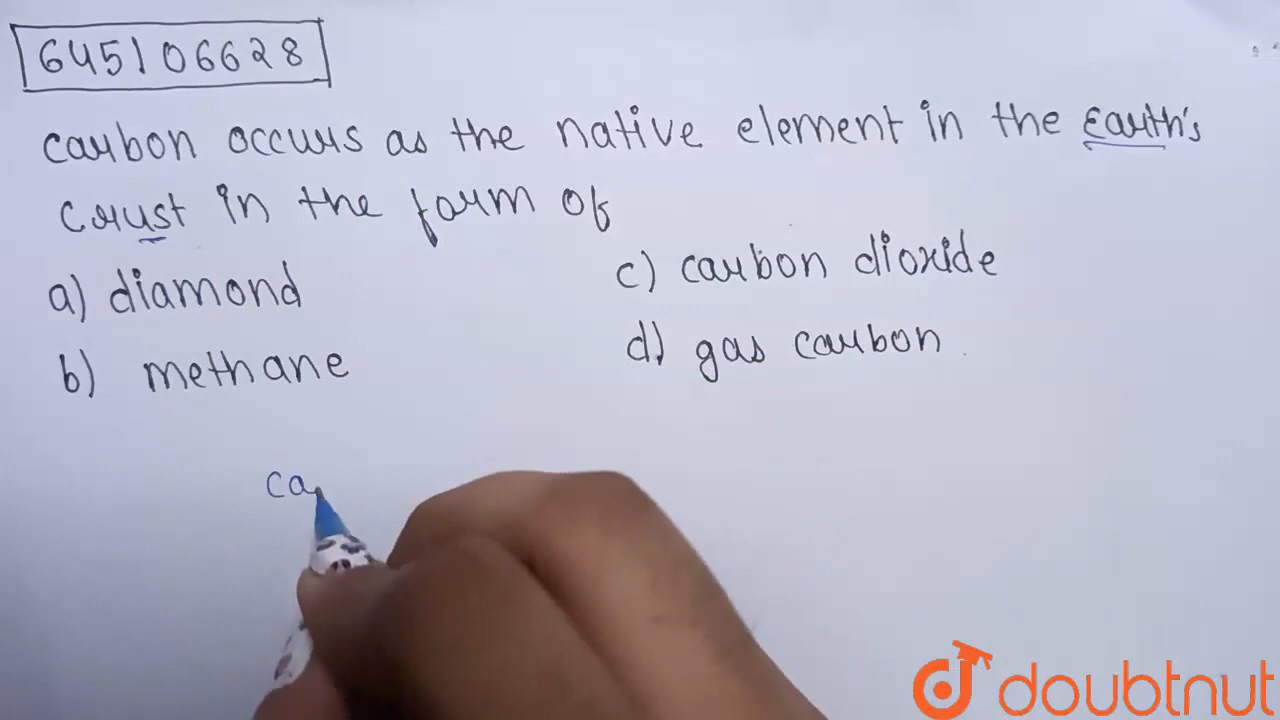 645106628
carbon occurs as the native element in the Earth's
crust in the form of
a) diamond
c) carbon dioxide
b) methane
d) gas carbon
ca
doubtnut